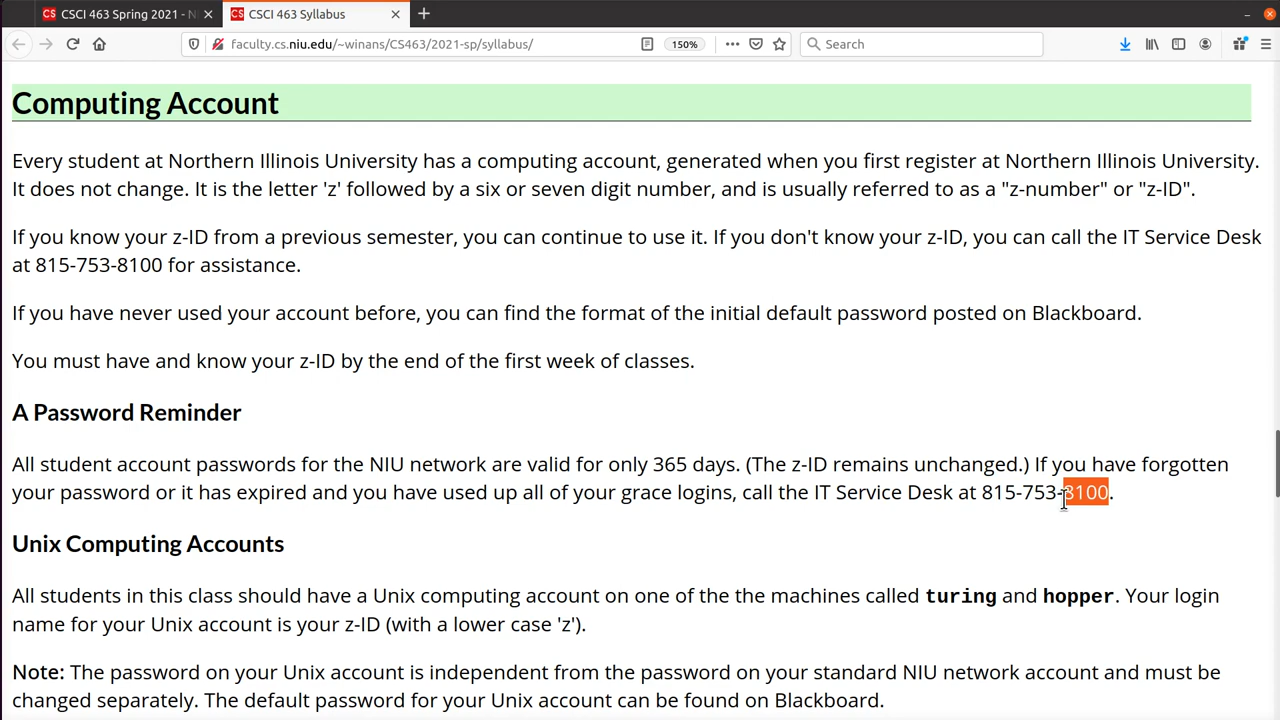 CSCI 463 Spring 2021 - N
CSCI 463 Syllabus
faculty.cs.niu.edu/~winans/CS463/2021-sp/syllabus/
150%
Search
Computing Account
Every student at Northern Illinois University has a computing account, generated when you first register at Northern Illinois University.
It does not change. It is the letter 'z' followed by a six or seven digit number, and is usually referred to as a "z-number" or "z-ID".
If you know your z-ID from a previous semester, you can continue to use it. If you don't know your z-ID, you can call the IT Service Desk
at 815-753-8100 for assistance.
If you have never used your account before, you can find the format of the initial default password posted on Blackboard.
You must have and know your z-ID by the end of the first week of classes.
A Password Reminder
All student account passwords for the NIU network are valid for only 365 days. (The z-ID remains unchanged.) If you have forgotten
your password or it has expired and you have used up all of your grace logins, call the IT Service Desk at 815-753-8100.
Unix Computing Accounts
All students in this class should have a Unix computing account on one of the the machines called turing and hopper. Your login
name for your Unix account is your z-ID (with a lower case 'z').
Note: The password on your Unix account is independent from the password on your standard NIU network account and must be
changed separately. The default password for your Unix account can be found on Blackboard.